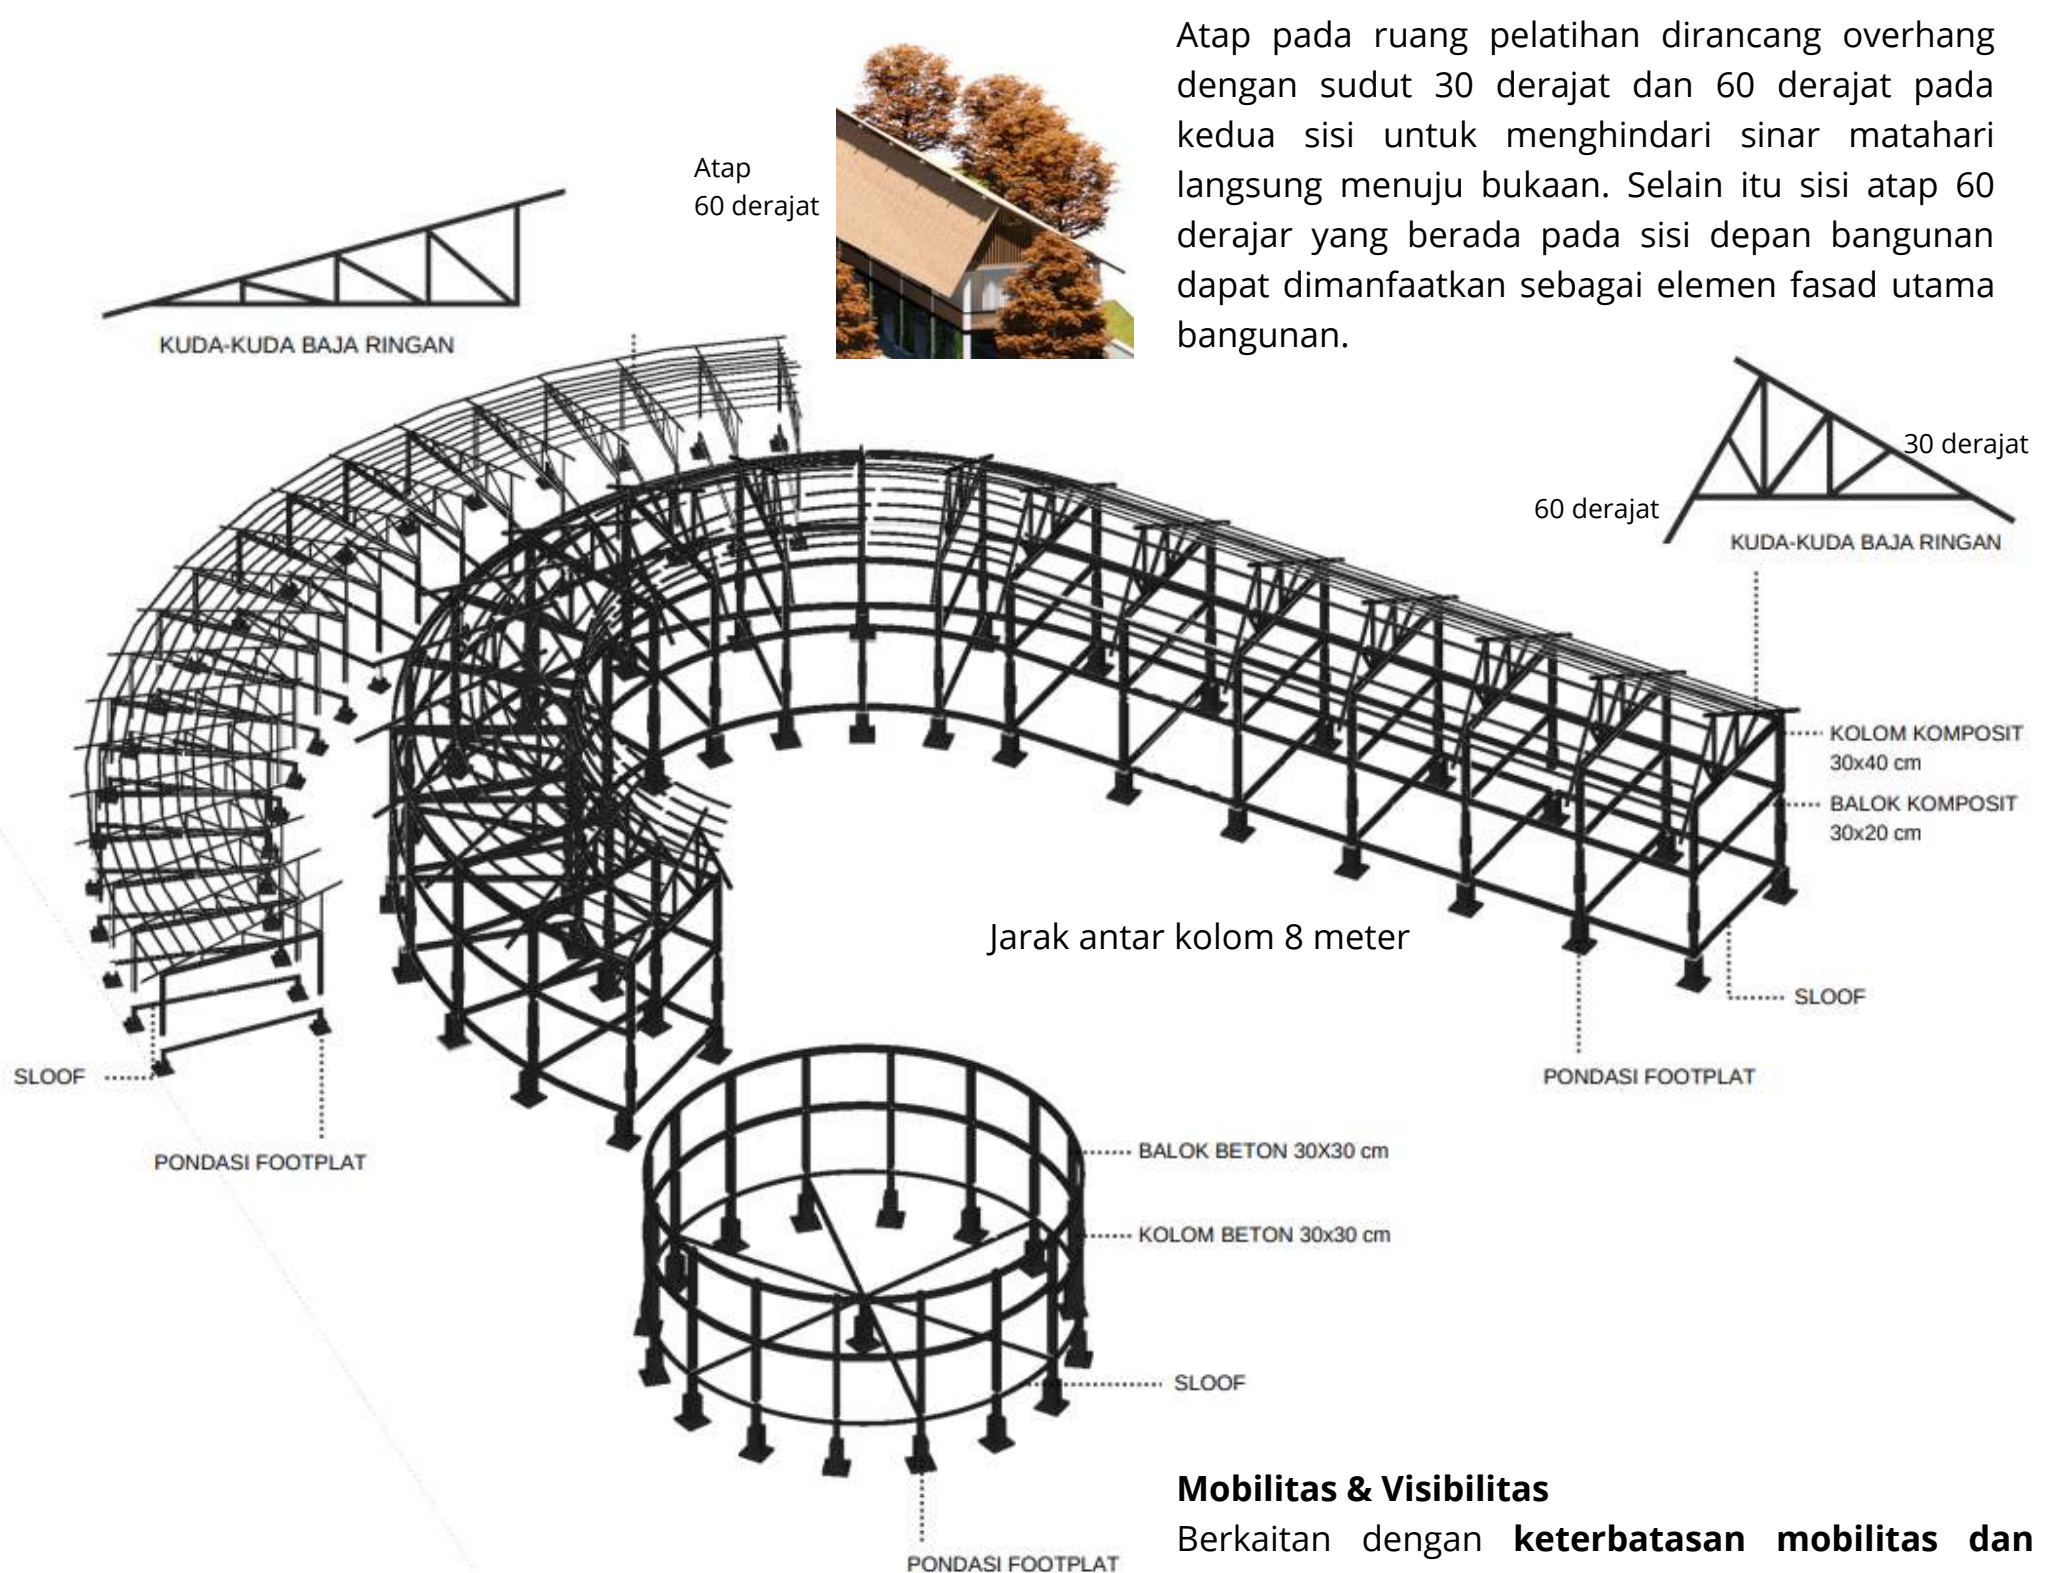 Atap pada ruang pelatihan dirancang overhang
dengan sudut 30 derajat dan 60 derajat pada
kedua sisi untuk menghindari sinar matahari
langsung menuju bukaan. Selain itu sisi atap 60
derajar yang berada pada sisi depan bangunan
dapat dimanfaatkan sebagai elemen fasad utama
bangunan.
Atap
60 derajat
KUDA-KUDA BAJA RINGAN
30 derajat
60 derajat
KUDA-KUDA BAJA RINGAN
KOLOM KOMPOSIT
30x40 cm
BALOK KOMPOSIT
30x20 cm
Jarak antar kolom 8 meter
SLOOF
PONDASI FOOTPLAT
SLOOF
PONDASI FOOTPLAT
BALOK BETON 30X30 cm
KOLOM BETON 30x30 cm
SLOOF
PONDASI FOOTPLAT
Mobilitas & Visibilitas
Berkaitan dengan keterbatasan mobilitas dan